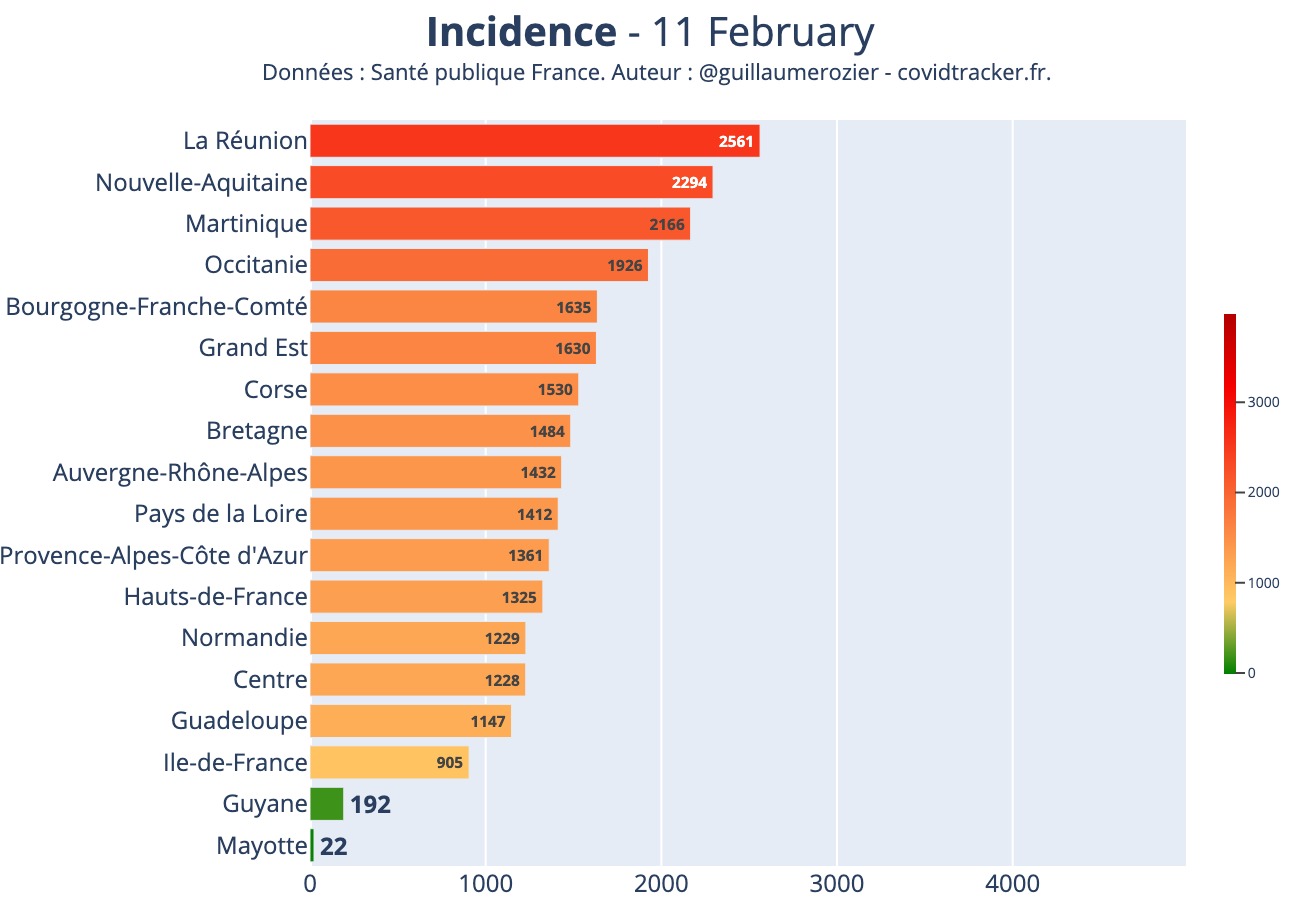 Incidence - 11 February
Données : Santé publique France. Auteur : @guillaumerozier - covidtracker.fr.
La Réunion 2561
Nouvelle-Aquitaine 2294
Martinique 2166
Occitanie 1926
Bourgogne-Franche-Comté 1635
Grand Est 1630
Corse 1530
Bretagne 1484
Auvergne-Rhône-Alpes 1432
Pays de la Loire 1412
Provence-Alpes-Côte d'Azur 1361
Hauts-de-France 1325
Normandie 1229
Centre 1228
Guadeloupe 1147
Ile-de-France 905
Guyane 192
Mayotte 22
0 1000 2000 3000 4000
3000
2000
1000
0